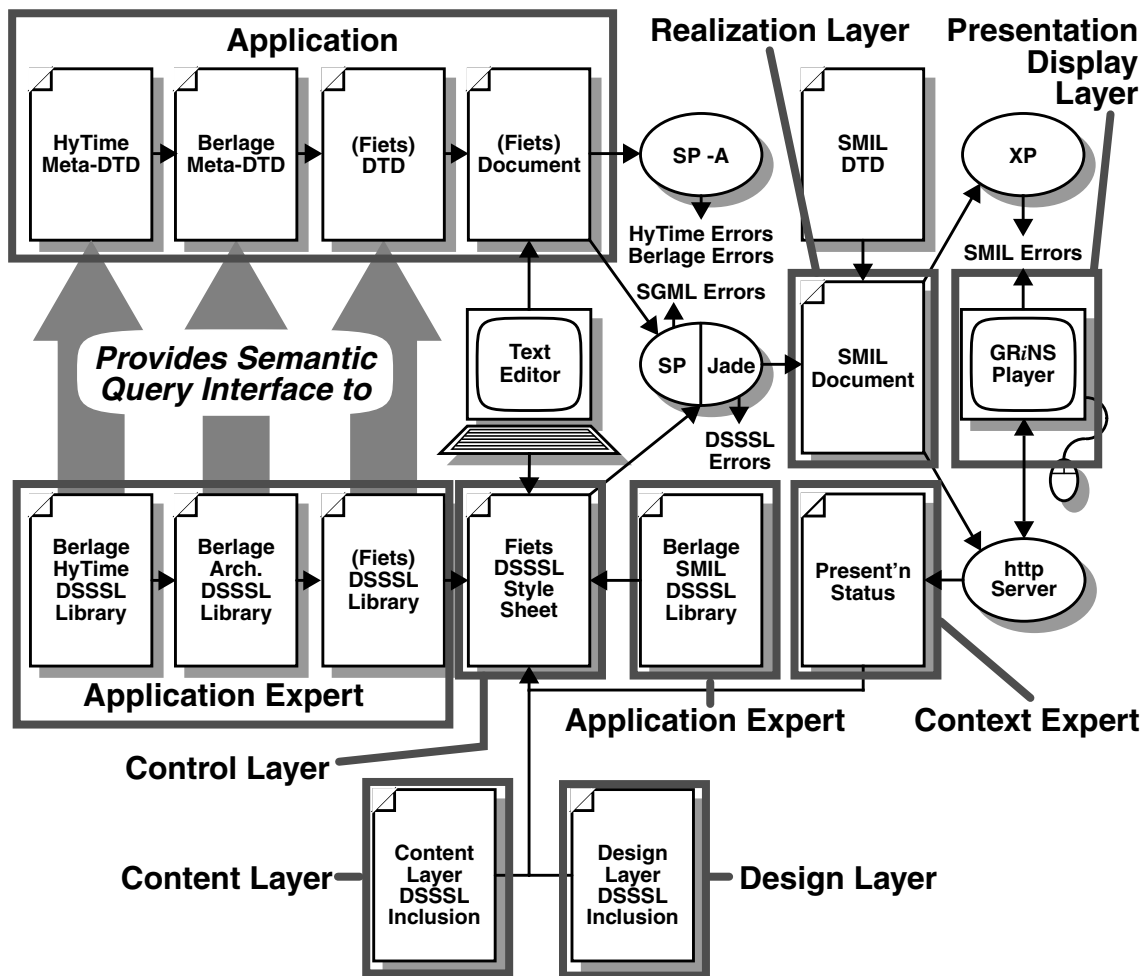 Application
Realization Layer
Presentation
Display
Layer
HyTime
Meta-DTD
Berlage
Meta-DTD
(Fiets)
DTD
(Fiets)
Document
SP -A
SMIL
DTD
XP
HyTime Errors
Berlage Errors
SMIL Errors
SGML Errors
Provides Semantic
Query Interface to
Text
Editor
SP
Jade
SMIL
Document
GRiNS
Player
DSSSL
Errors
Berlage
HyTime
DSSSL
Library
Berlage
Arch.
DSSSL
Library
(Fiets)
DSSSL
Library
Fiets
DSSSL
Style
Sheet
Berlage
SMIL
DSSSL
Library
Present'n
Status
http
Server
Application Expert
Application Expert
Context Expert
Control Layer
Content Layer
Content
Layer
DSSSL
Inclusion
Design
Layer
DSSSL
Inclusion
Design Layer